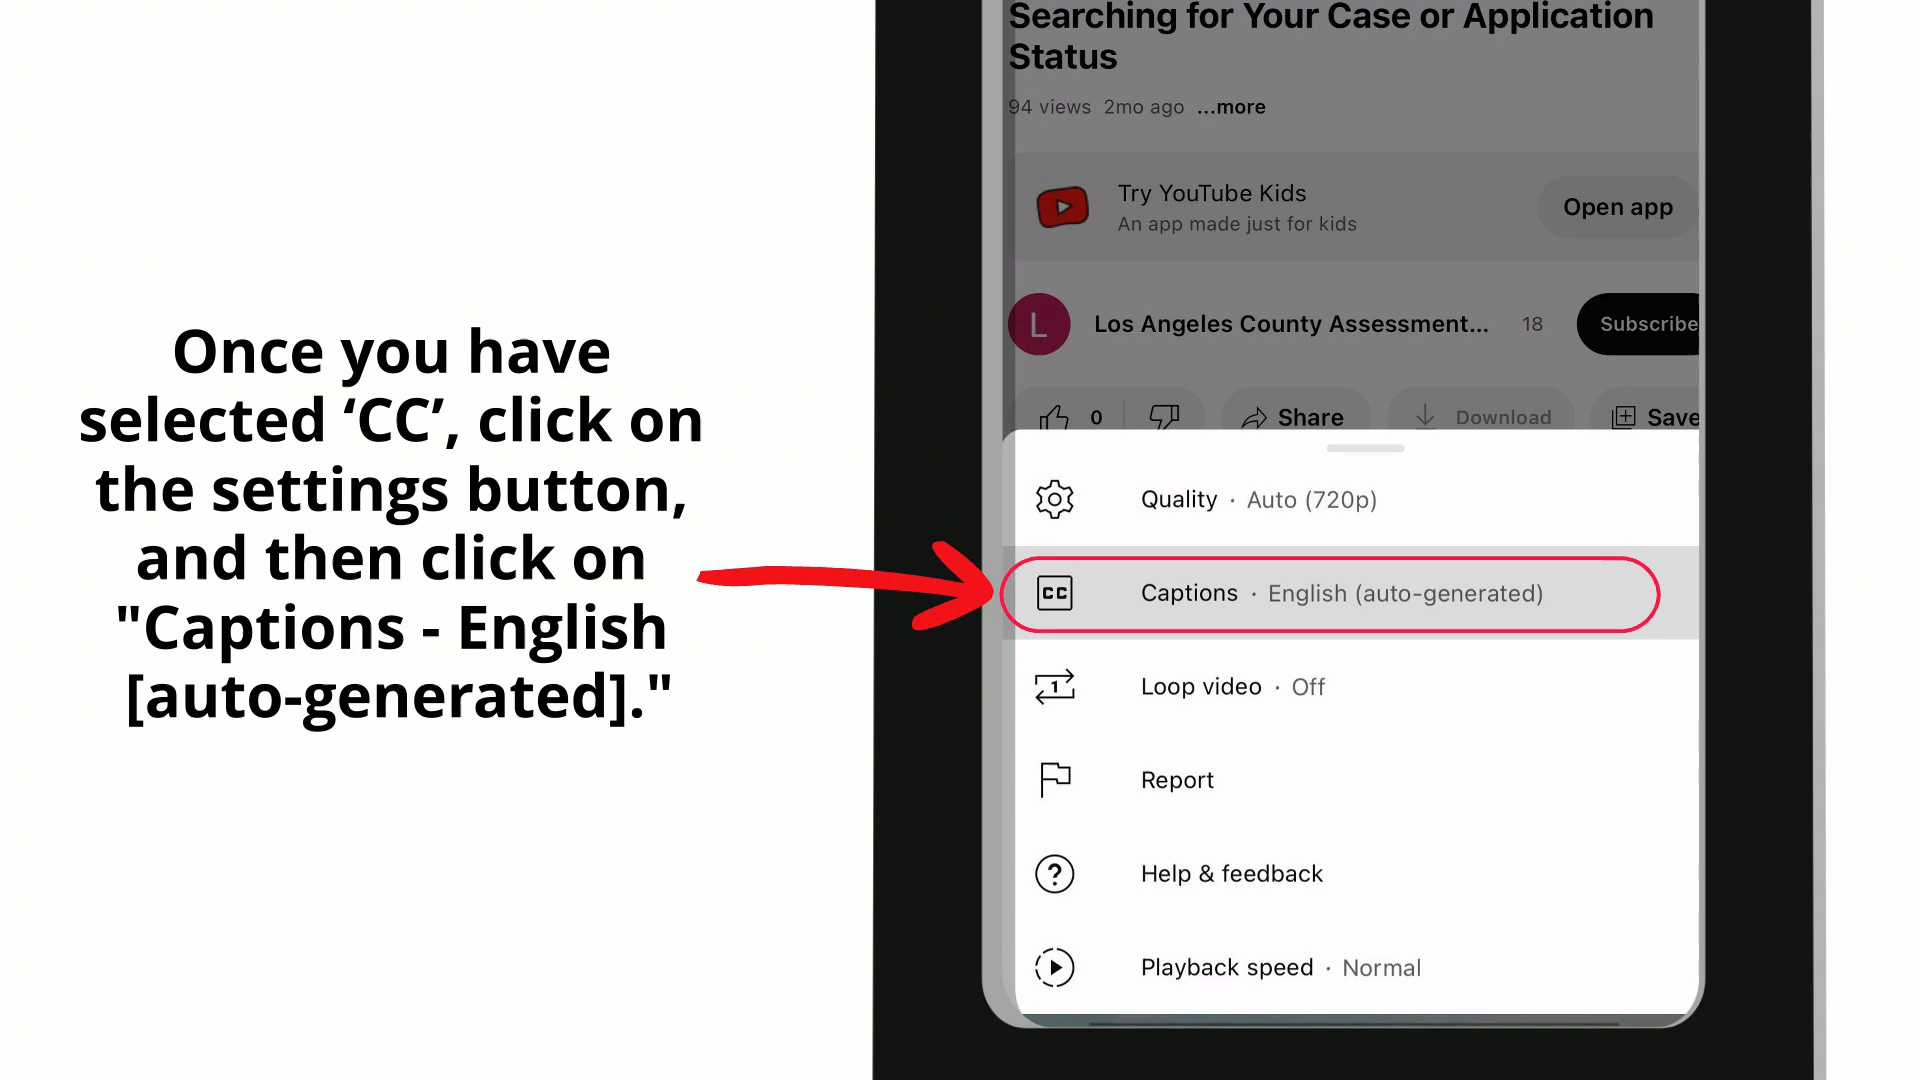 Once you have
selected ‘CC’, click on
the settings button,
and then click on
"Captions - English
[auto-generated]."
Searching for Your Case or Application
Status
94 views 2mo ago ...more
Try YouTube Kids
An app made just for kids
Open app
L
Los Angeles County Assessment... 18 Subscribe
0 Share Download Save
Quality · Auto (720p)
CC Captions · English (auto-generated)
1 Loop video · Off
Report
? Help & feedback
Playback speed · Normal